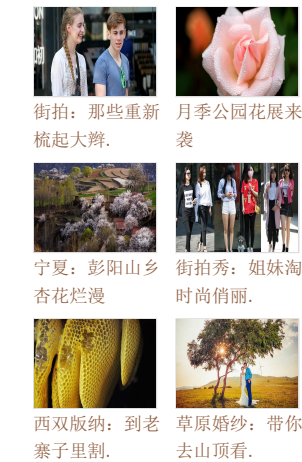 街拍：那些重新
梳起大辫.
月季公园花展来
袭
宁夏：彭阳山乡
杏花烂漫
街拍秀：姐妹淘
时尚俏丽.
西双版纳：到老
寨子里割.
草原婚纱：带你
去山顶看.